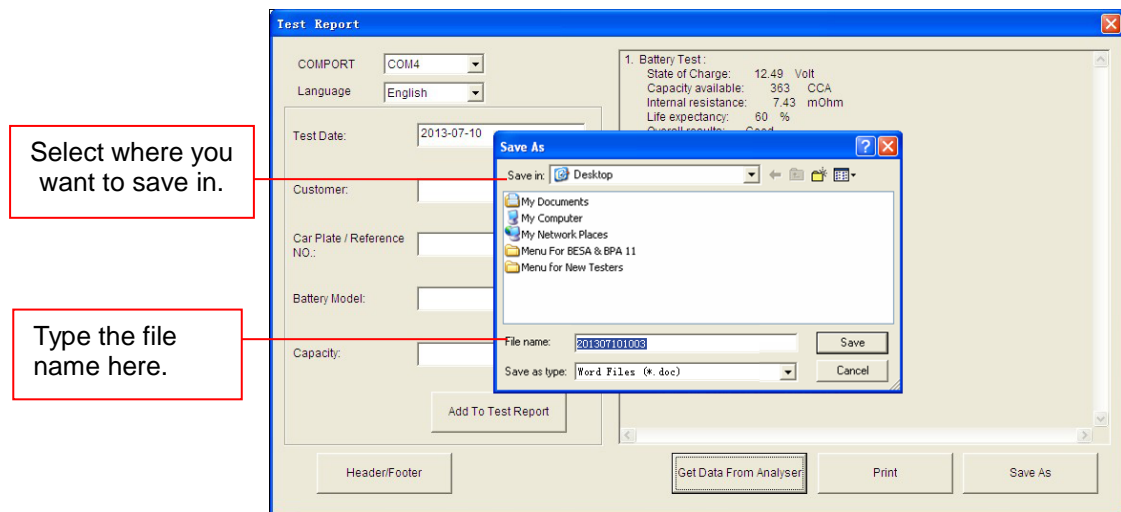 Test Report
COMPORT
COM4
Language
English
Test Date:
2013-07-10
Customer:
Car Plate / Reference
NO.:
Battery Model:
Capacity:
Add To Test Report
Header/Footer
1. Battery Test :
State of Charge: 12.49 Volt
Capacity available: 363 CCA
Internal resistance: 7.43 mOhm
Life expectancy: 60 %
Overall results: Good
Select where you
want to save in.
Type the file
name here.
Save As
Save in: Desktop
My Documents
My Computer
My Network Places
Menu For BESA & BPA 11
Menu for New Testers
File name: 201307101003
Save
Save as type: Word Files (*.doc)
Cancel
Get Data From Analyser
Print
Save As